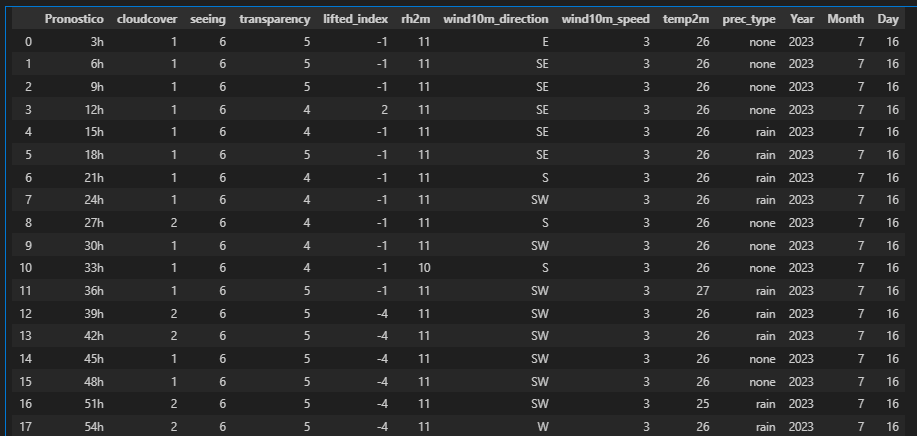 Pronostico cloudcover seeing transparency lifted_index rh2m wind10m_direction wind10m_speed temp2m prec_type Year Month Day
0 3h 1 6 5 -1 11 E 3 26 none 2023 7 16
1 6h 1 6 5 -1 11 SE 3 26 none 2023 7 16
2 9h 1 6 5 -1 11 SE 3 26 none 2023 7 16
3 12h 1 6 4 2 11 SE 3 26 none 2023 7 16
4 15h 1 6 4 -1 11 SE 3 26 rain 2023 7 16
5 18h 1 6 5 -1 11 SE 3 26 rain 2023 7 16
6 21h 1 6 4 -1 11 S 3 26 rain 2023 7 16
7 24h 1 6 4 -1 11 SW 3 26 rain 2023 7 16
8 27h 2 6 4 -1 11 S 3 26 none 2023 7 16
9 30h 1 6 4 -1 11 SW 3 26 none 2023 7 16
10 33h 1 6 4 -1 10 S 3 26 none 2023 7 16
11 36h 1 6 5 -1 11 SW 3 27 rain 2023 7 16
12 39h 2 6 5 -4 11 SW 3 26 rain 2023 7 16
13 42h 2 6 5 -4 11 SW 3 26 rain 2023 7 16
14 45h 1 6 5 -4 11 SW 3 26 none 2023 7 16
15 48h 1 6 5 -4 11 SW 3 26 none 2023 7 16
16 51h 2 6 5 -4 11 SW 3 25 rain 2023 7 16
17 54h 2 6 5 -4 11 W 3 26 rain 2023 7 16